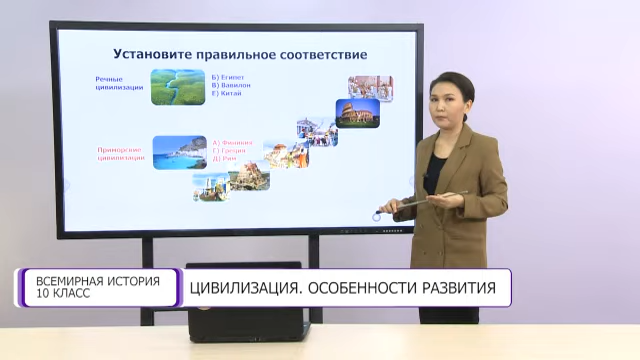 Установите правильное соответствие
Речные
цивилизации
Б) Египет
В) Вавилон
Е) Китай
Приморские
цивилизации
А) Финикия
Г) Греция
Д) Рим
ВСЕМИРНАЯ ИСТОРИЯ
10 КЛАСС
ЦИВИЛИЗАЦИЯ. ОСОБЕННОСТИ РАЗВИТИЯ